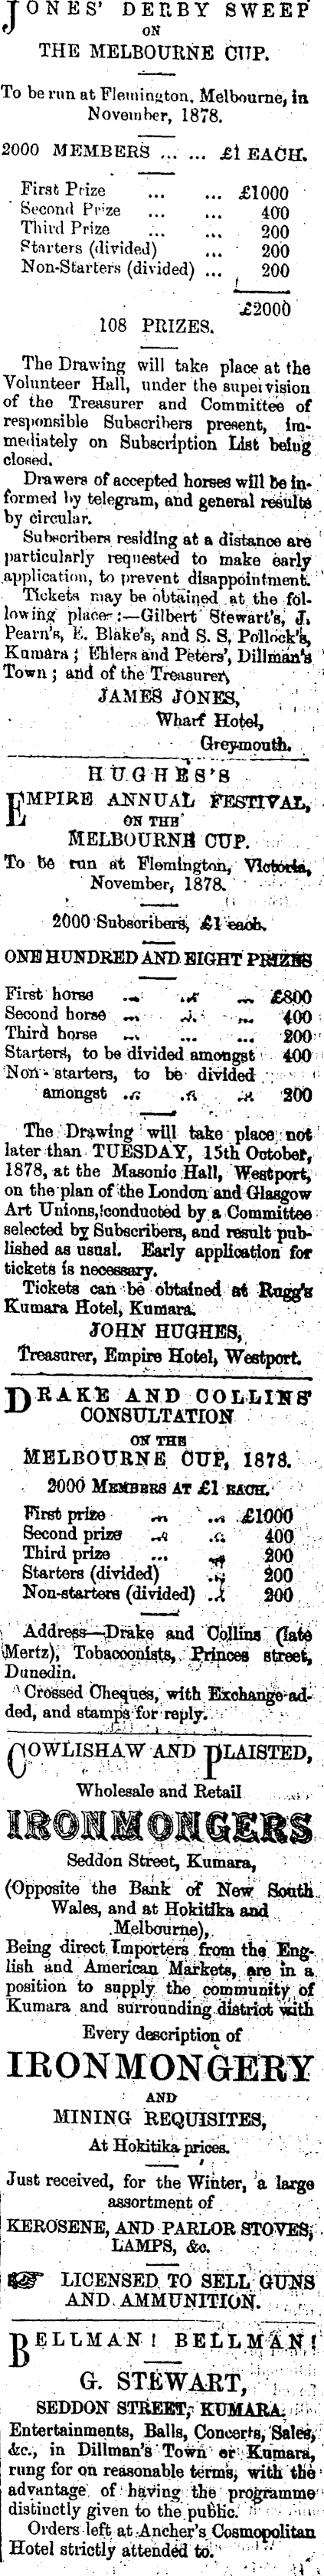 JONES' DERBY SWEEP
ON
THE MELBOURNE CUP.
To be run at Flemington, Melbourne, in
November, 1878.
2000 MEMBERS ... ... £1 EACH.
First Prize ... ... £1000
Second Prize ... ... 400
Third Prize ... ... 200
Starters (divided) ... 200
Non-Starters (divided) ... 200
£2000
108 PRIZES.
The Drawing will take place at the
Volunteer Hall, under the supervision
of the Treasurer and Committee of
responsible Subscribers present, im-
mediately on Subscription List being
closed.
Drawers of accepted horses will be in-
formed by telegram, and general results
by circular.
Subscribers residing at a distance are
particularly requested to make early
application, to prevent disappointment.
Tickets may be obtained at the fol-
lowing places:—Gilbert Stewart's, J.
Pearn's, E. Blake's, and S. S. Pollock's,
Kumara; Ehlers and Peters', Dillman's
Town; and of the Treasurer,
JAMES JONES,
Wharf Hotel,
Greymouth.
HUGHES'S
EMPIRE ANNUAL FESTIVAL,
ON THE
MELBOURNE CUP.
To be run at Flemington, Victoria,
November, 1878.
2000 Subscribers, £1 each.
ONE HUNDRED AND EIGHT PRIZES
First horse ... ... ... £800
Second horse ... ... ... 400
Third horse ... ... ... 200
Starters, to be divided amongst 400
Non-starters, to be divided
amongst ... ... ... 200
The Drawing will take place not
later than TUESDAY, 15th October,
1878, at the Masonic Hall, Westport,
on the plan of the London and Glasgow
Art Unions, conducted by a Committee
selected by Subscribers, and result pub-
lished as usual. Early application for
tickets is necessary.
Tickets can be obtained at Rugg's
Kumara Hotel, Kumara.
JOHN HUGHES,
Treasurer, Empire Hotel, Westport.
DRAKE AND COLLINS'
CONSULTATION
ON THE
MELBOURNE CUP, 1878.
2000 MEMBERS AT £1 EACH.
First prize ... ... £1000
Second prize ... ... 400
Third prize ... ... 200
Starters (divided) ... 200
Non-starters (divided) ... 200
Address—Drake and Collins (late
Mertz), Tobacconists, Princes street,
Dunedin.
Crossed Cheques, with Exchange ad-
ded, and stamps for reply.
COWLISHAW AND PLAISTED,
Wholesale and Retail
IRONMONGERS
Seddon Street, Kumara,
(Opposite the Bank of New South
Wales, and at Hokitika and
Melbourne),
Being direct Importers from the Eng-
lish and American Markets, are in a
position to supply the community of
Kumara and surrounding district with
Every description of
IRONMONGERY
AND
MINING REQUISITES,
At Hokitika prices.
Just received, for the Winter, a large
assortment of
KEROSENE, AND PARLOR STOVES,
LAMPS, &c.
☞ LICENSED TO SELL GUNS
AND AMMUNITION.
BELLMAN! BELLMAN!
G. STEWART,
SEDDON STREET, KUMARA.
Entertainments, Balls, Concerts, Sales,
&c., in Dillman's Town or Kumara,
rung for on reasonable terms, with the
advantage of having the programme
distinctly given to the public.
Orders left at Ancher's Cosmopolitan
Hotel strictly attended to.